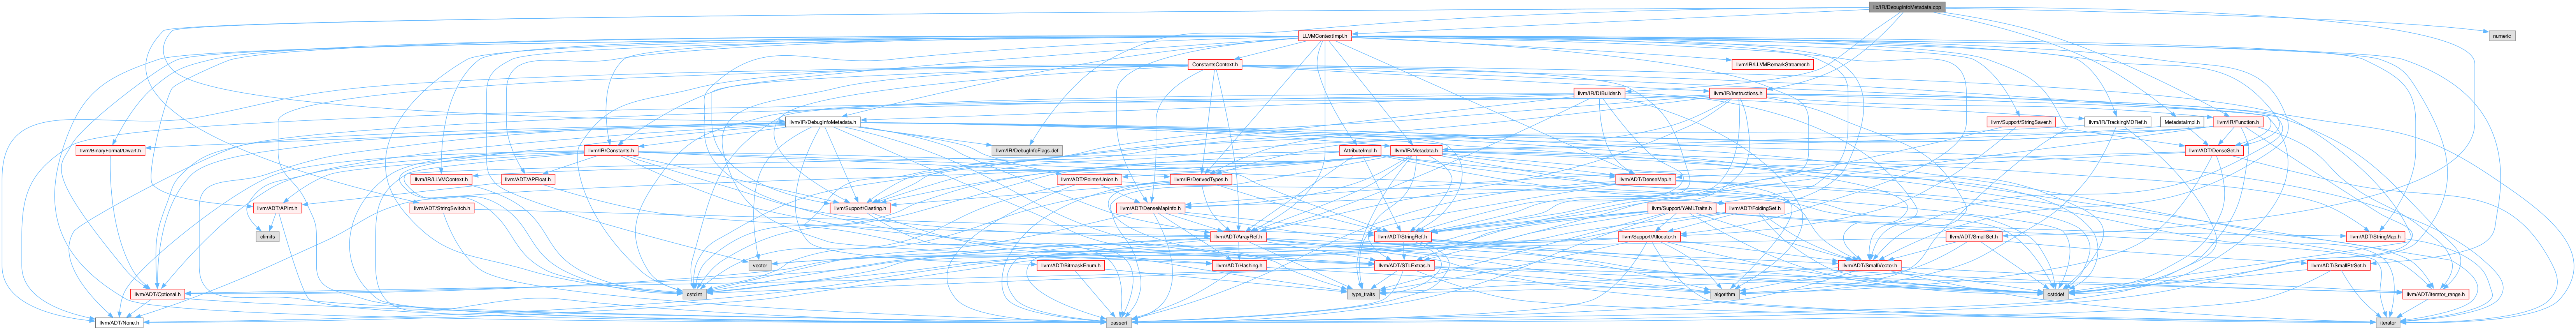 lib/IR/DebugInfoMetadata.cpp
LLVMContextImpl.h
numeric
ConstantsContext.h
llvm/IR/LLVMRemarkStreamer.h
llvm/IR/DIBuilder.h
llvm/IR/Instructions.h
llvm/IR/DebugInfoMetadata.h
llvm/Support/StringSaver.h
llvm/IR/TrackingMDRef.h
MetadataImpl.h
llvm/IR/Function.h
llvm/BinaryFormat/Dwarf.h
llvm/IR/Constants.h
llvm/IR/DebugInfoFlags.def
AttributeImpl.h
llvm/IR/Metadata.h
llvm/ADT/DenseSet.h
llvm/IR/LLVMContext.h
llvm/ADT/APFloat.h
llvm/ADT/PointerUnion.h
llvm/IR/DerivedTypes.h
llvm/ADT/DenseMap.h
llvm/ADT/APInt.h
llvm/ADT/StringSwitch.h
llvm/Support/Casting.h
llvm/ADT/DenseMapInfo.h
llvm/Support/YAMLTraits.h
llvm/ADT/FoldingSet.h
climits
llvm/ADT/ArrayRef.h
llvm/ADT/StringRef.h
llvm/Support/Allocator.h
llvm/ADT/SmallSet.h
llvm/ADT/StringMap.h
vector
llvm/ADT/BitmaskEnum.h
llvm/ADT/Hashing.h
llvm/ADT/STLExtras.h
llvm/ADT/SmallVector.h
llvm/ADT/SmallPtrSet.h
llvm/ADT/Optional.h
cstdint
type_traits
algorithm
cstddef
llvm/ADT/iterator_range.h
llvm/ADT/None.h
cassert
iterator